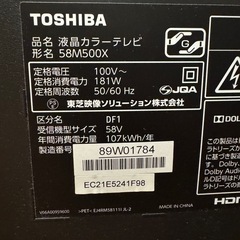 TOSHIBA
品名 液晶カラーテレビ
形名 58M500X
定格電圧 100V~
定格消費電力 181W
定格周波数 50/60 Hz
JQA
東芝映像ソリューション株式会社
区分名 DF1
受信機型サイズ 58V
年間消費電力量 107kWh/年
製造番号
89W01784
EC21E5241F98
DOL
Dolby Audio
HDMI